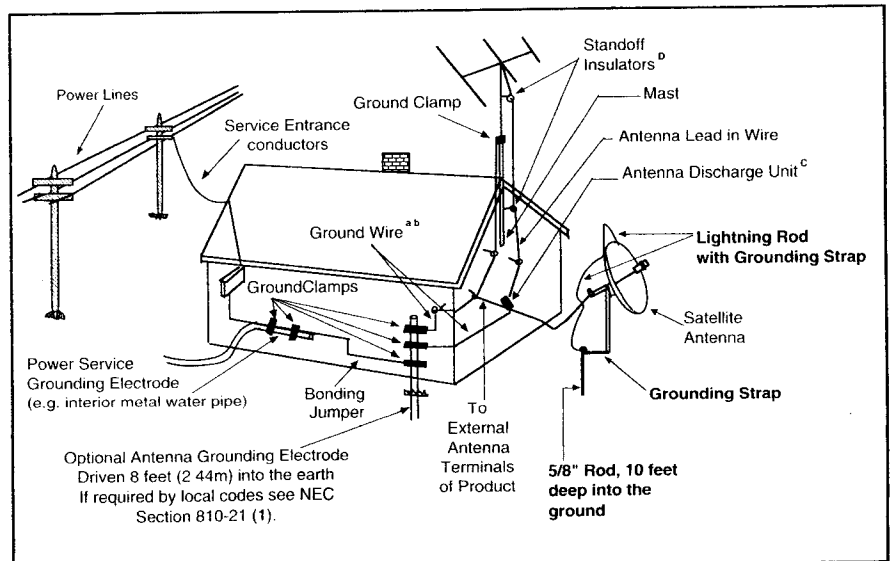 Power Lines
Service Entrance
conductors
Ground Clamp
Standoff
Insulators D
Mast
Antenna Lead in Wire
Antenna Discharge Unit C
Ground Wire a b
Lightning Rod
with Grounding Strap
GroundClamps
Satellite
Antenna
Power Service
Grounding Electrode
(e.g. interior metal water pipe)
Bonding
Jumper
To
External
Antenna
Terminals
of Product
Grounding Strap
Optional Antenna Grounding Electrode
Driven 8 feet (2 44m) into the earth
If required by local codes see NEC
Section 810-21 (1).
5/8" Rod, 10 feet
deep into the
ground